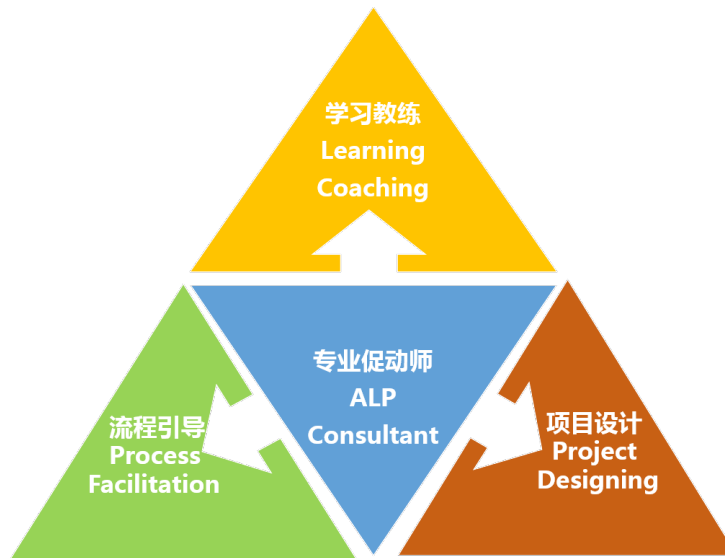 学习教练
Learning
Coaching
专业促动师
ALP
Consultant
流程引导
Process
Facilitation
项目设计
Project
Designing